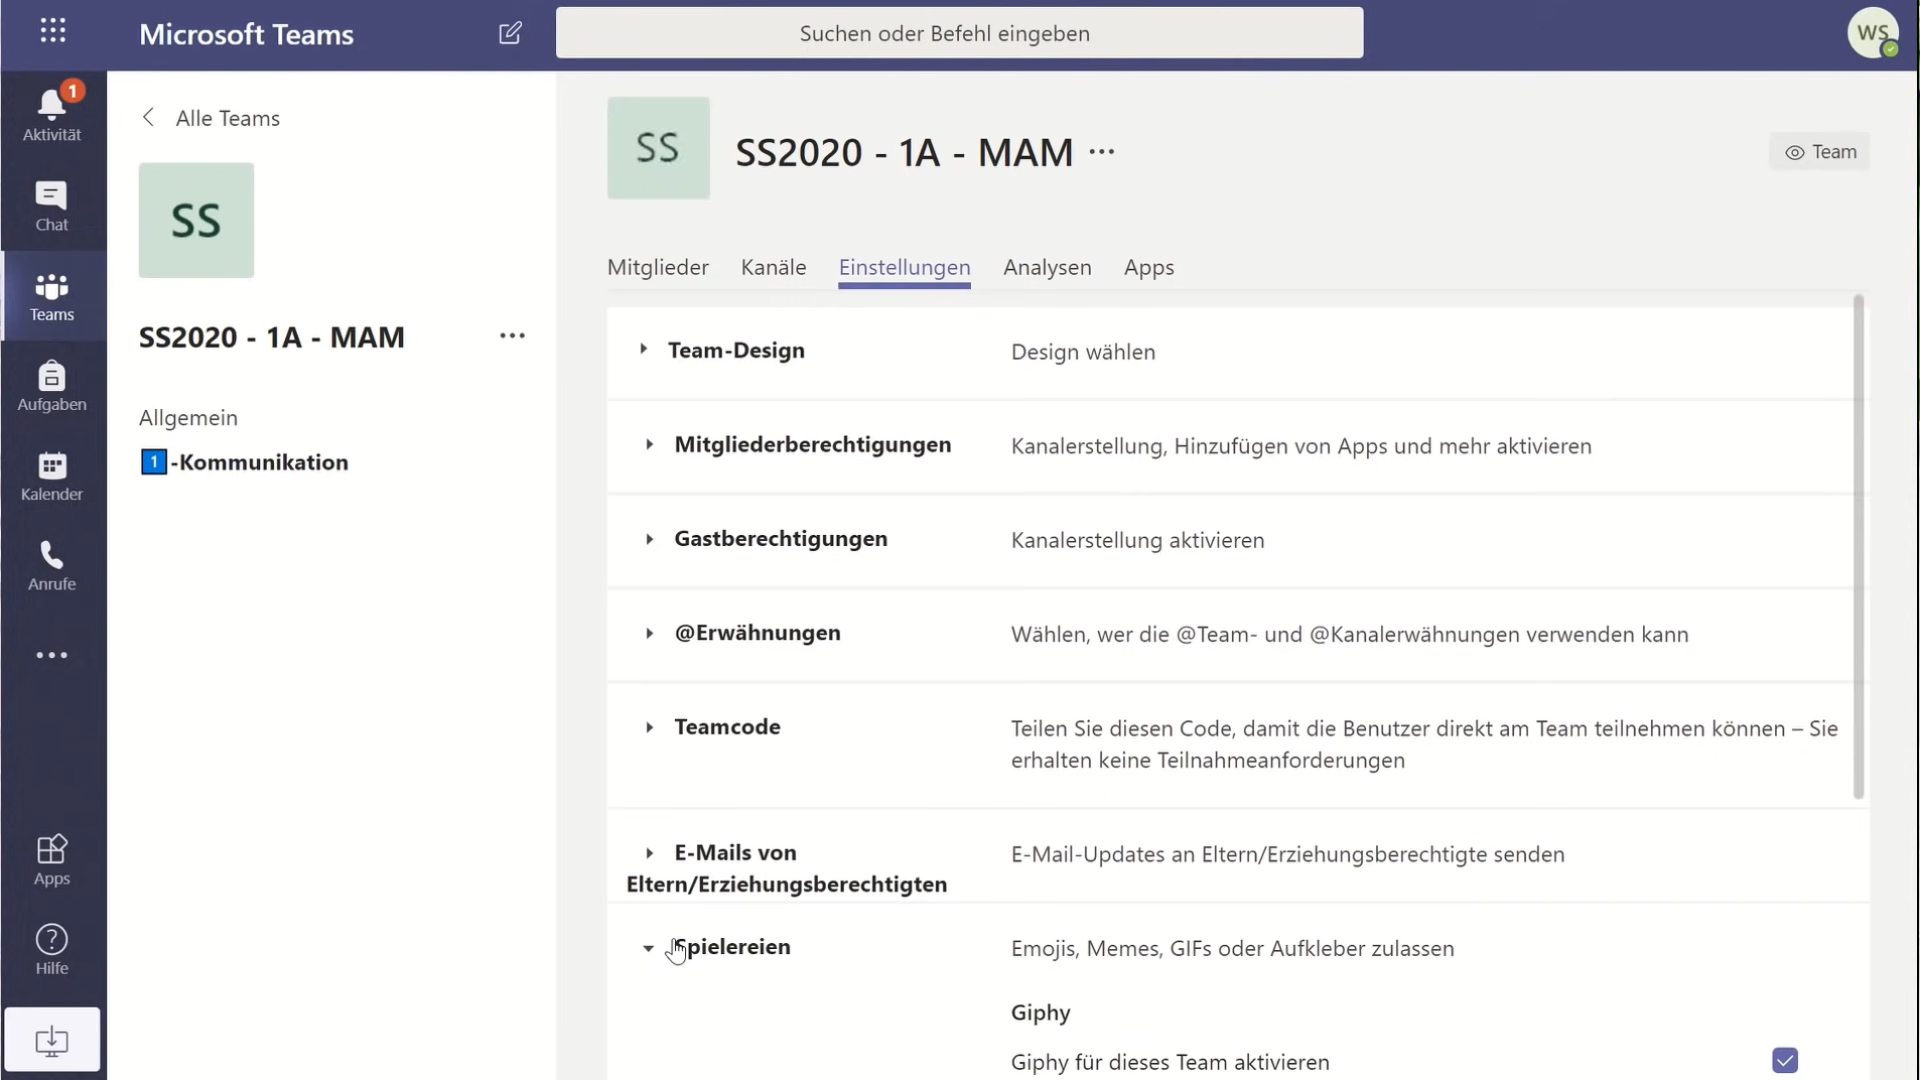 Microsoft Teams
Suchen oder Befehl eingeben
WS
1
Aktivität
Chat
Teams
Aufgaben
Kalender
Anrufe
Apps
Hilfe
Alle Teams
SS
SS2020 - 1A - MAM
Allgemein
1 -Kommunikation
SS
SS2020 - 1A - MAM
Team
Mitglieder Kanäle Einstellungen Analysen Apps
Team-Design Design wählen
Mitgliederberechtigungen Kanalerstellung, Hinzufügen von Apps und mehr aktivieren
Gastberechtigungen Kanalerstellung aktivieren
@Erwähnungen Wählen, wer die @Team- und @Kanalerwähnungen verwenden kann
Teamcode Teilen Sie diesen Code, damit die Benutzer direkt am Team teilnehmen können – Sie
erhalten keine Teilnahmeanforderungen
E-Mails von E-Mail-Updates an Eltern/Erziehungsberechtigte senden
Eltern/Erziehungsberechtigten
Spielereien Emojis, Memes, GIFs oder Aufkleber zulassen
Giphy
Giphy für dieses Team aktivieren